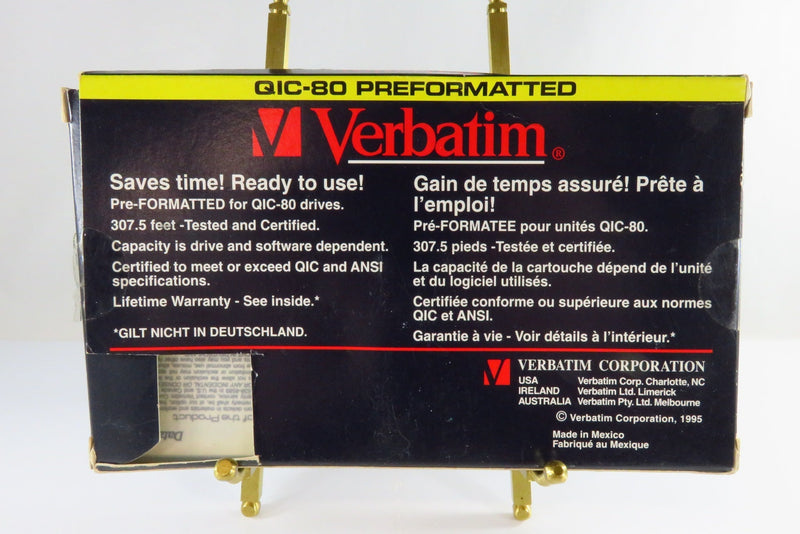 QIC-80 PREFORMATTED
Verbatim®
Saves time! Ready to use!
Pre-FORMATTED for QIC-80 drives.
307.5 feet -Tested and Certified.
Capacity is drive and software dependent.
Certified to meet or exceed QIC and ANSI
specifications.
Lifetime Warranty - See inside.*
*GILT NICHT IN DEUTSCHLAND.
Gain de temps assuré! Prête à
l'emploi!
Pré-FORMATEE pour unités QIC-80.
307.5 pieds -Testée et certifiée.
La capacité de la cartouche dépend de l'unité
et du logiciel utilisés.
Certifiée conforme ou supérieure aux normes
QIC et ANSI.
Garantie à vie - Voir détails à l'intérieur.*
VERBATIM CORPORATION
USA Verbatim Corp. Charlotte, NC
IRELAND Verbatim Ltd. Limerick
AUSTRALIA Verbatim Pty. Ltd. Melbourne
© Verbatim Corporation, 1995
Made in Mexico
Fabriqué au Mexique
of the Product